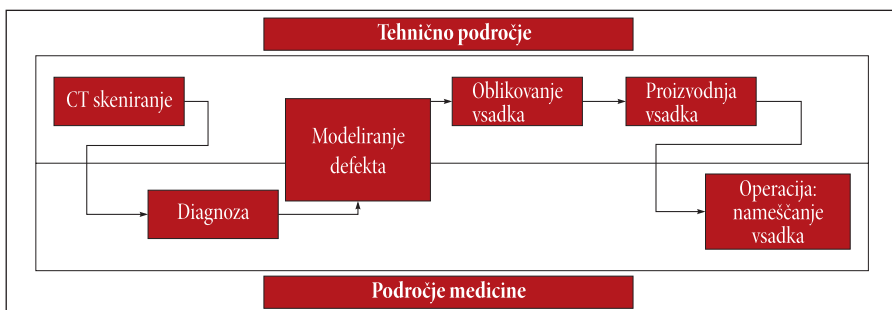 Tehnično področje
CT skeniranje
Modeliranje
defekta
Oblikovanje
vsadka
Proizvodnja
vsadka
Diagnoza
Operacija:
nameščanje
vsadka
Področje medicine